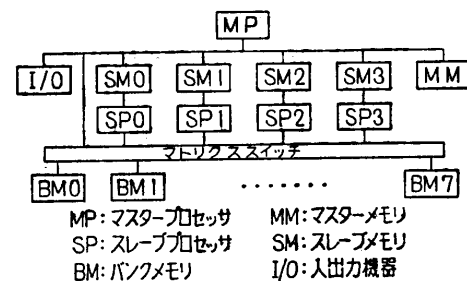 MP
I/O SM0 SM1 SM2 SM3 MM
SP0 SP1 SP2 SP3
マトリクススイッチ
BM0 BM1 ······· BM7
MP:マスタープロセッサ MM:マスターメモリ
SP:スレーブプロセッサ SM:スレーブメモリ
BM:バンクメモリ I/O:入出力機器